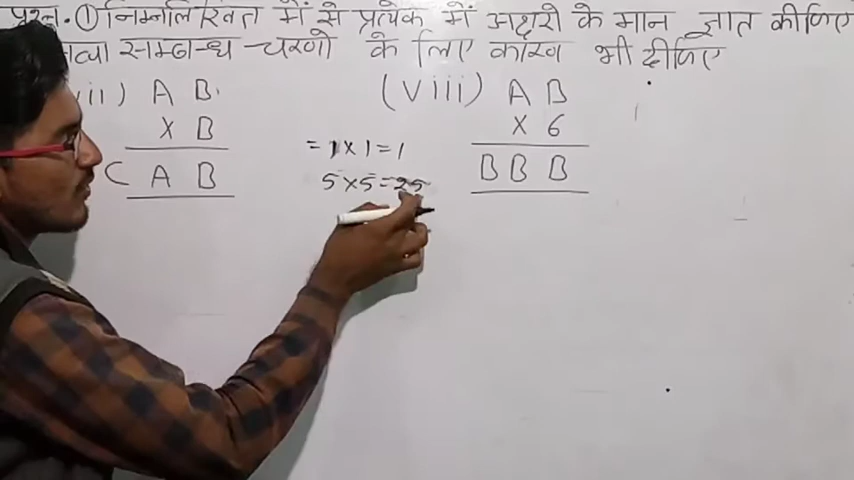 प्रश्न.① निम्नलिखित में से प्रत्येक में अक्षरो के मान ज्ञात कीजिए
तथा सम्बन्ध चरणो के लिए कारण भी दीजिए
ii) A B
X B
C A B
= 1 X 1 = 1
5 X 5 = 25
(viii) A B
X 6
B B B